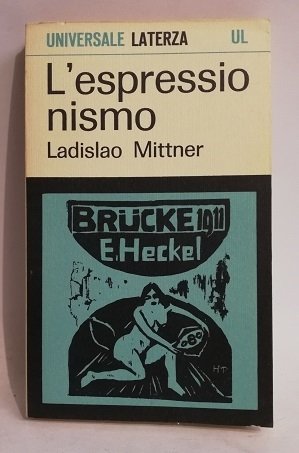 UNIVERSALE LATERZA UL
L'espressio
nismo
Ladislao Mittner
BRÜCKE 1911
E.Heckel